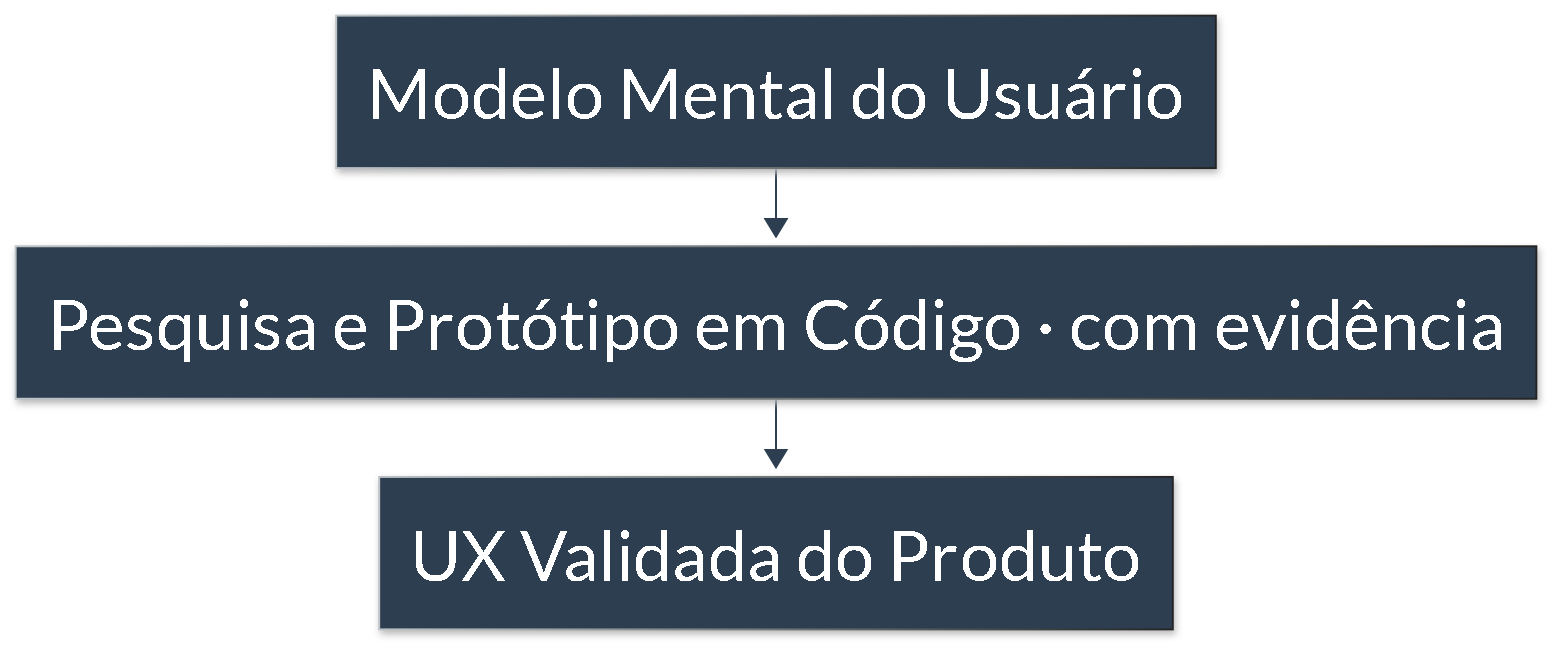 Modelo Mental do Usuário
Pesquisa e Protótipo em Código · com evidência
UX Validada do Produto